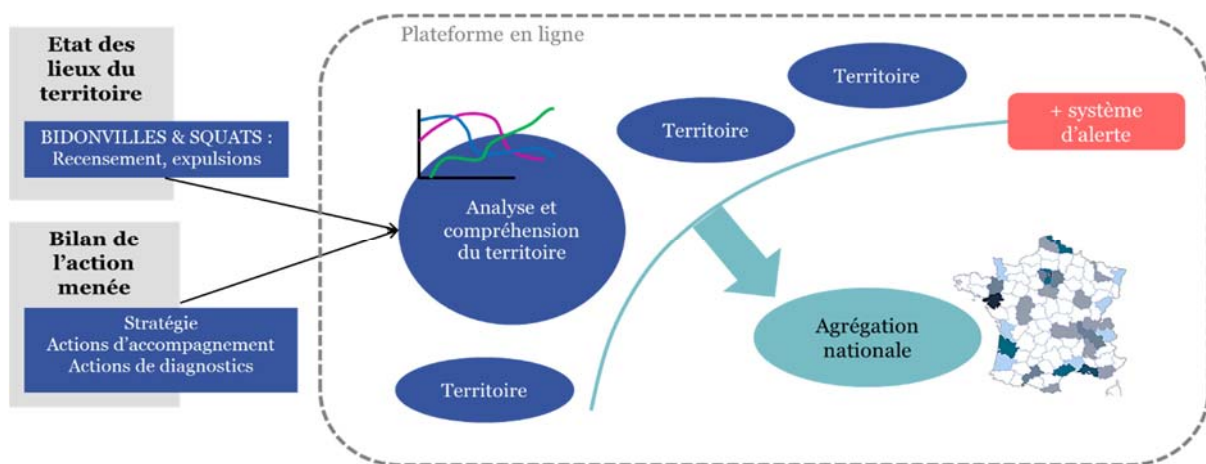 Etat des
lieux du
territoire
BIDONVILLES & SQUATS :
Recensement, expulsions
Bilan de
l’action
menée
Stratégie
Actions d’accompagnement
Actions de diagnostics
Plateforme en ligne
Analyse et
compréhension
du territoire
Territoire
Territoire
Territoire
+ système
d’alerte
Agrégation
nationale